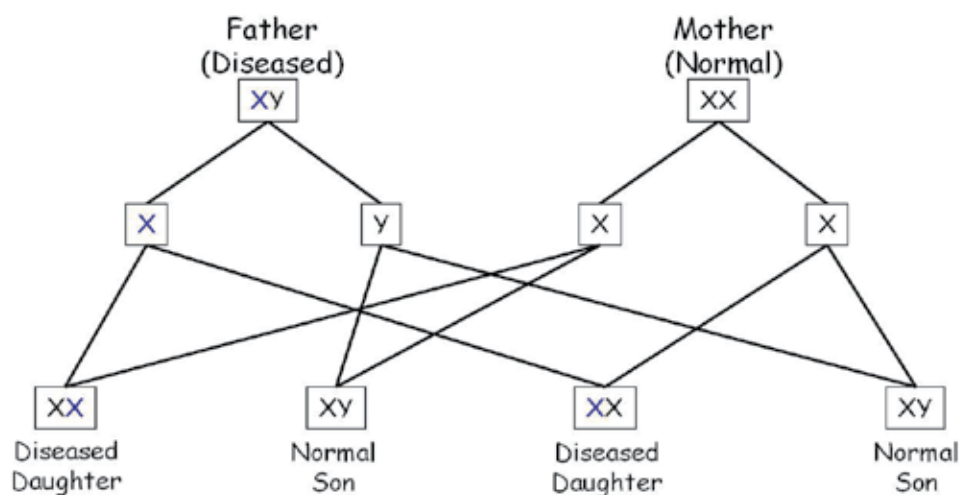 Father
(Diseased)
Mother
(Normal)
XY
XX
X
Y
X
X
XX
XY
XX
XY
Diseased
Daughter
Normal
Son
Diseased
Daughter
Normal
Son